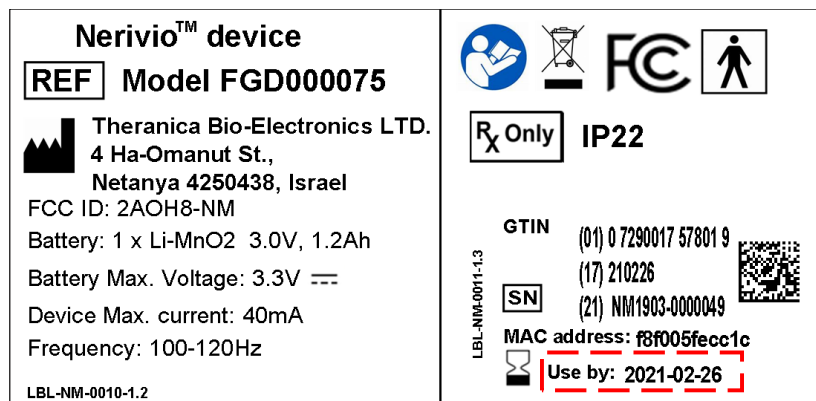 Nerivio™ device
REF Model FGD000075
Theranica Bio-Electronics LTD.
4 Ha-Omanut St.,
Netanya 4250438, Israel
FCC ID: 2AOH8-NM
Battery: 1 x Li-MnO2 3.0V, 1.2Ah
Battery Max. Voltage: 3.3V
Device Max. current: 40mA
Frequency: 100-120Hz
LBL-NM-0010-1.2
FC
Rx Only IP22
LBL-NM-0011-1.3
GTIN (01) 0 7290017 57801 9
(17) 210226
SN (21) NM1903-0000049
MAC address: f8f005fecc1c
Use by: 2021-02-26